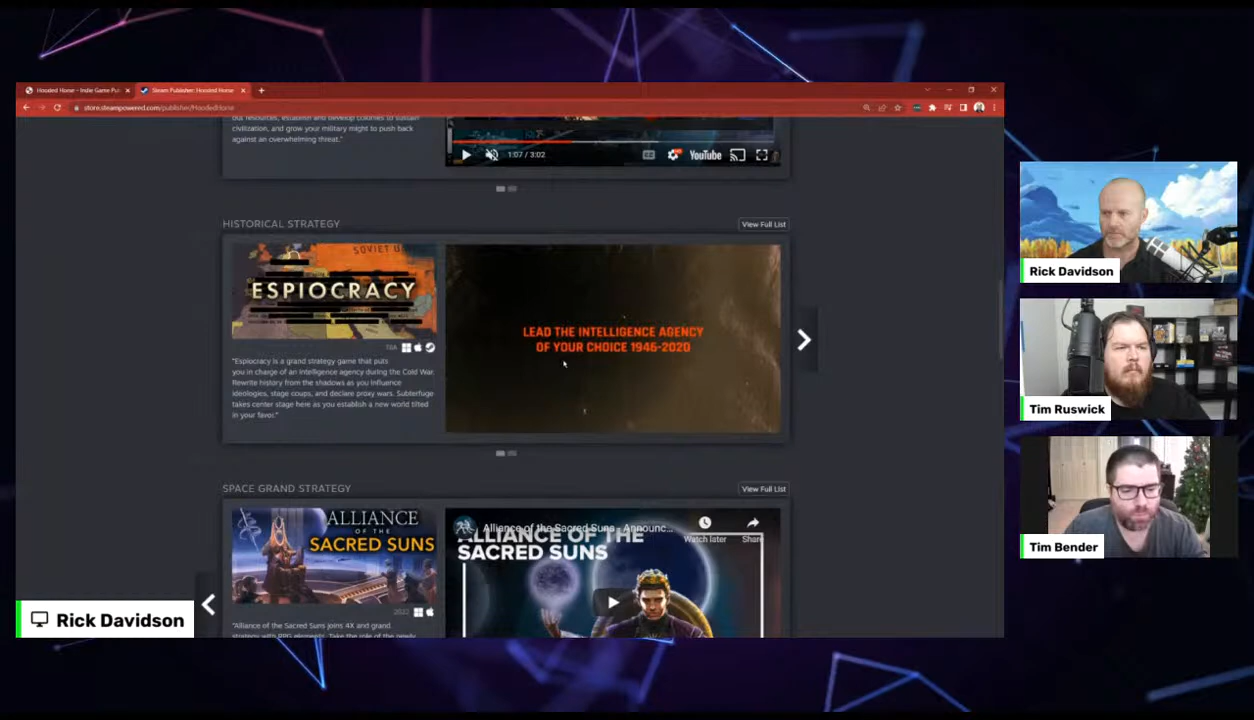 Hooded Horse - Indie Game Pu
Steam Publisher: Hooded Horse
store.steampowered.com/publisher/HoodedHorse
our resources, establish and develop colonies to sustain
civilization, and grow your military might to push back
against an overwhelming threat."
1:07 / 3:02
CC
YouTube
HISTORICAL STRATEGY
View Full List
SOVIET U
ESPIOCRACY
TBA
"Espiocracy is a grand strategy game that puts
you in charge of an intelligence agency during the Cold War.
Rewrite history from the shadows as you influence
ideologies, stage coups, and declare proxy wars. Subterfuge
takes center stage here as you establish a new world tilted
in your favor."
LEAD THE INTELLIGENCE AGENCY
OF YOUR CHOICE 1946-2020
SPACE GRAND STRATEGY
View Full List
ALLIANCE
OF THE
SACRED SUNS
2022
"Alliance of the Sacred Suns joins 4X and grand
strategy with RPG elements. Take the role of the newly
Alliance of the Sacred Suns - Announc...
Watch later
Share
ALLIANCE OF THE
SACRED SUNS
Rick Davidson
Rick Davidson
Tim Ruswick
Tim Bender